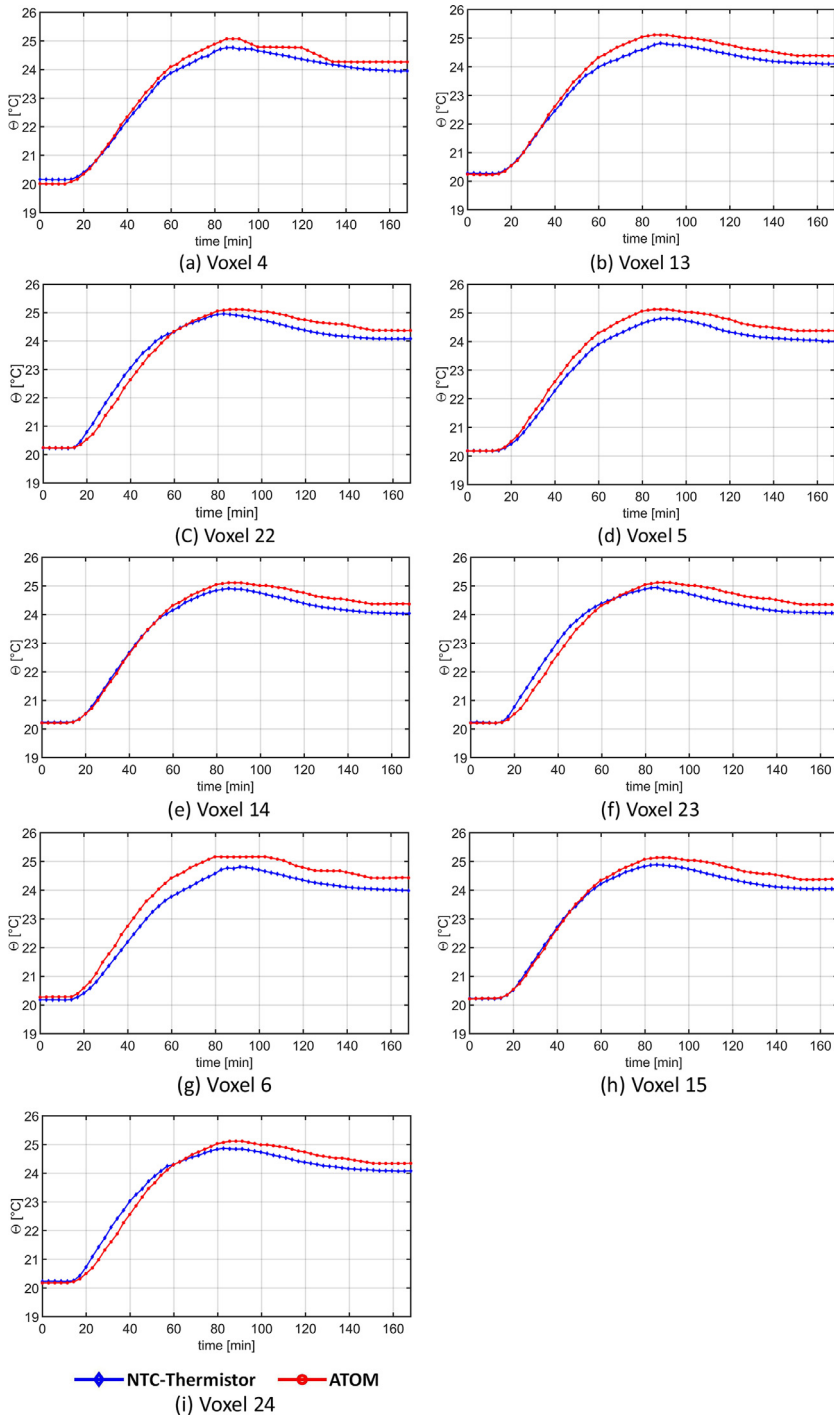 26
25
24
23
22
21
20
19
Θ [°C]
0 20 40 60 80 100 120 140 160
time [min]
(a) Voxel 4
26
25
24
23
22
21
20
19
Θ [°C]
0 20 40 60 80 100 120 140 160
time [min]
(b) Voxel 13
26
25
24
23
22
21
20
19
Θ [°C]
0 20 40 60 80 100 120 140 160
time [min]
(C) Voxel 22
26
25
24
23
22
21
20
19
Θ [°C]
0 20 40 60 80 100 120 140 160
time [min]
(d) Voxel 5
26
25
24
23
22
21
20
19
Θ [°C]
0 20 40 60 80 100 120 140 160
time [min]
(e) Voxel 14
26
25
24
23
22
21
20
19
Θ [°C]
0 20 40 60 80 100 120 140 160
time [min]
(f) Voxel 23
26
25
24
23
22
21
20
19
Θ [°C]
0 20 40 60 80 100 120 140 160
time [min]
(g) Voxel 6
26
25
24
23
22
21
20
19
Θ [°C]
0 20 40 60 80 100 120 140 160
time [min]
(h) Voxel 15
26
25
24
23
22
21
20
19
Θ [°C]
0 20 40 60 80 100 120 140 160
time [min]
NTC-Thermistor ATOM
(i) Voxel 24